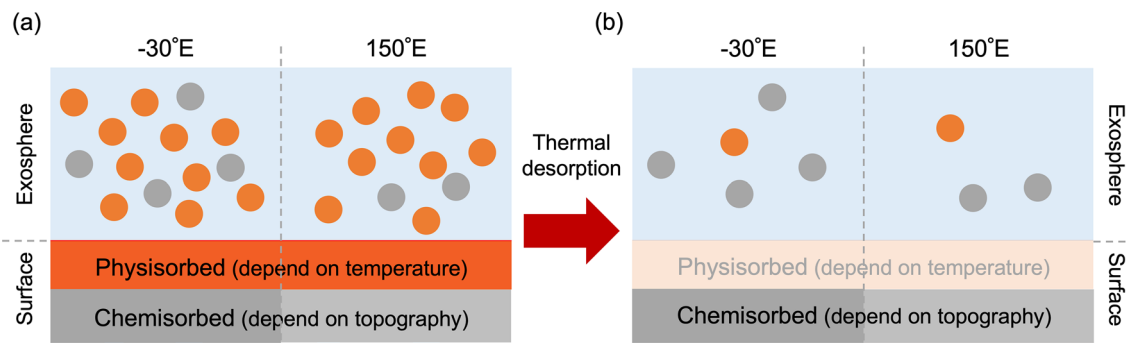 (a)
-30°E
150°E
Exosphere
Surface
Physisorbed (depend on temperature)
Chemisorbed (depend on topography)
Thermal
desorption
(b)
-30°E
150°E
Physisorbed (depend on temperature)
Chemisorbed (depend on topography)
Exosphere
Surface